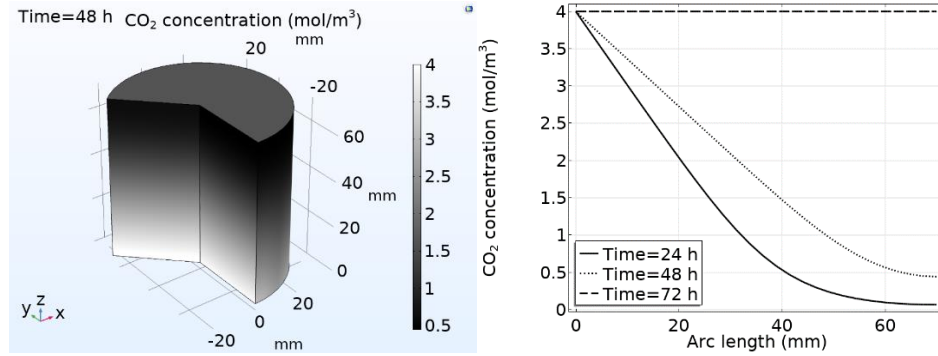 Time=48 h CO₂ concentration (mol/m³)
20
mm
-20
60
40
mm
20
0
20
0
mm
-20
y z x
4
3.5
3
2.5
2
1.5
1
0.5
CO₂ concentration (mol/m³)
4
3.5
3
2.5
2
1.5
1
0.5
0
Time=24 h
Time=48 h
Time=72 h
0 20 40 60
Arc length (mm)